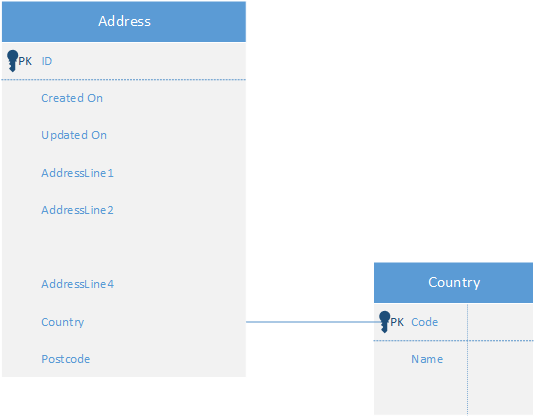 Address
PK ID
Created On
Updated On
AddressLine1
AddressLine2
AddressLine4
Country
Postcode
Country
PK Code
Name